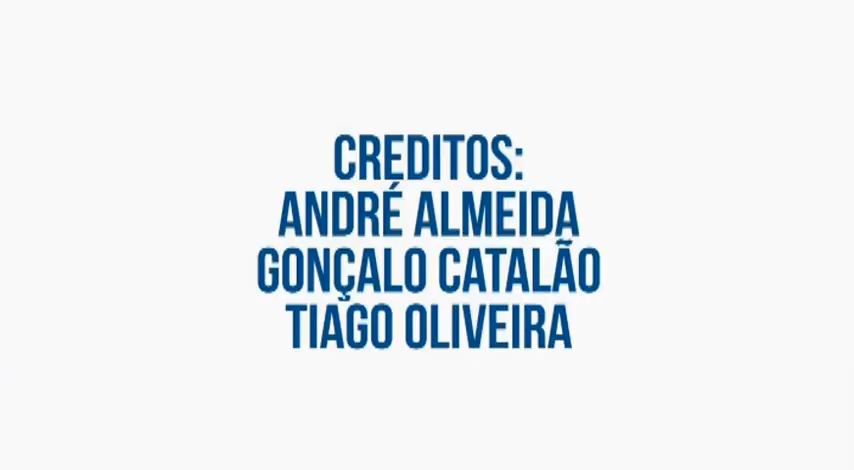 CREDITOS:
ANDRÉ ALMEIDA
GONÇALO CATALÃO
TIAGO OLIVEIRA